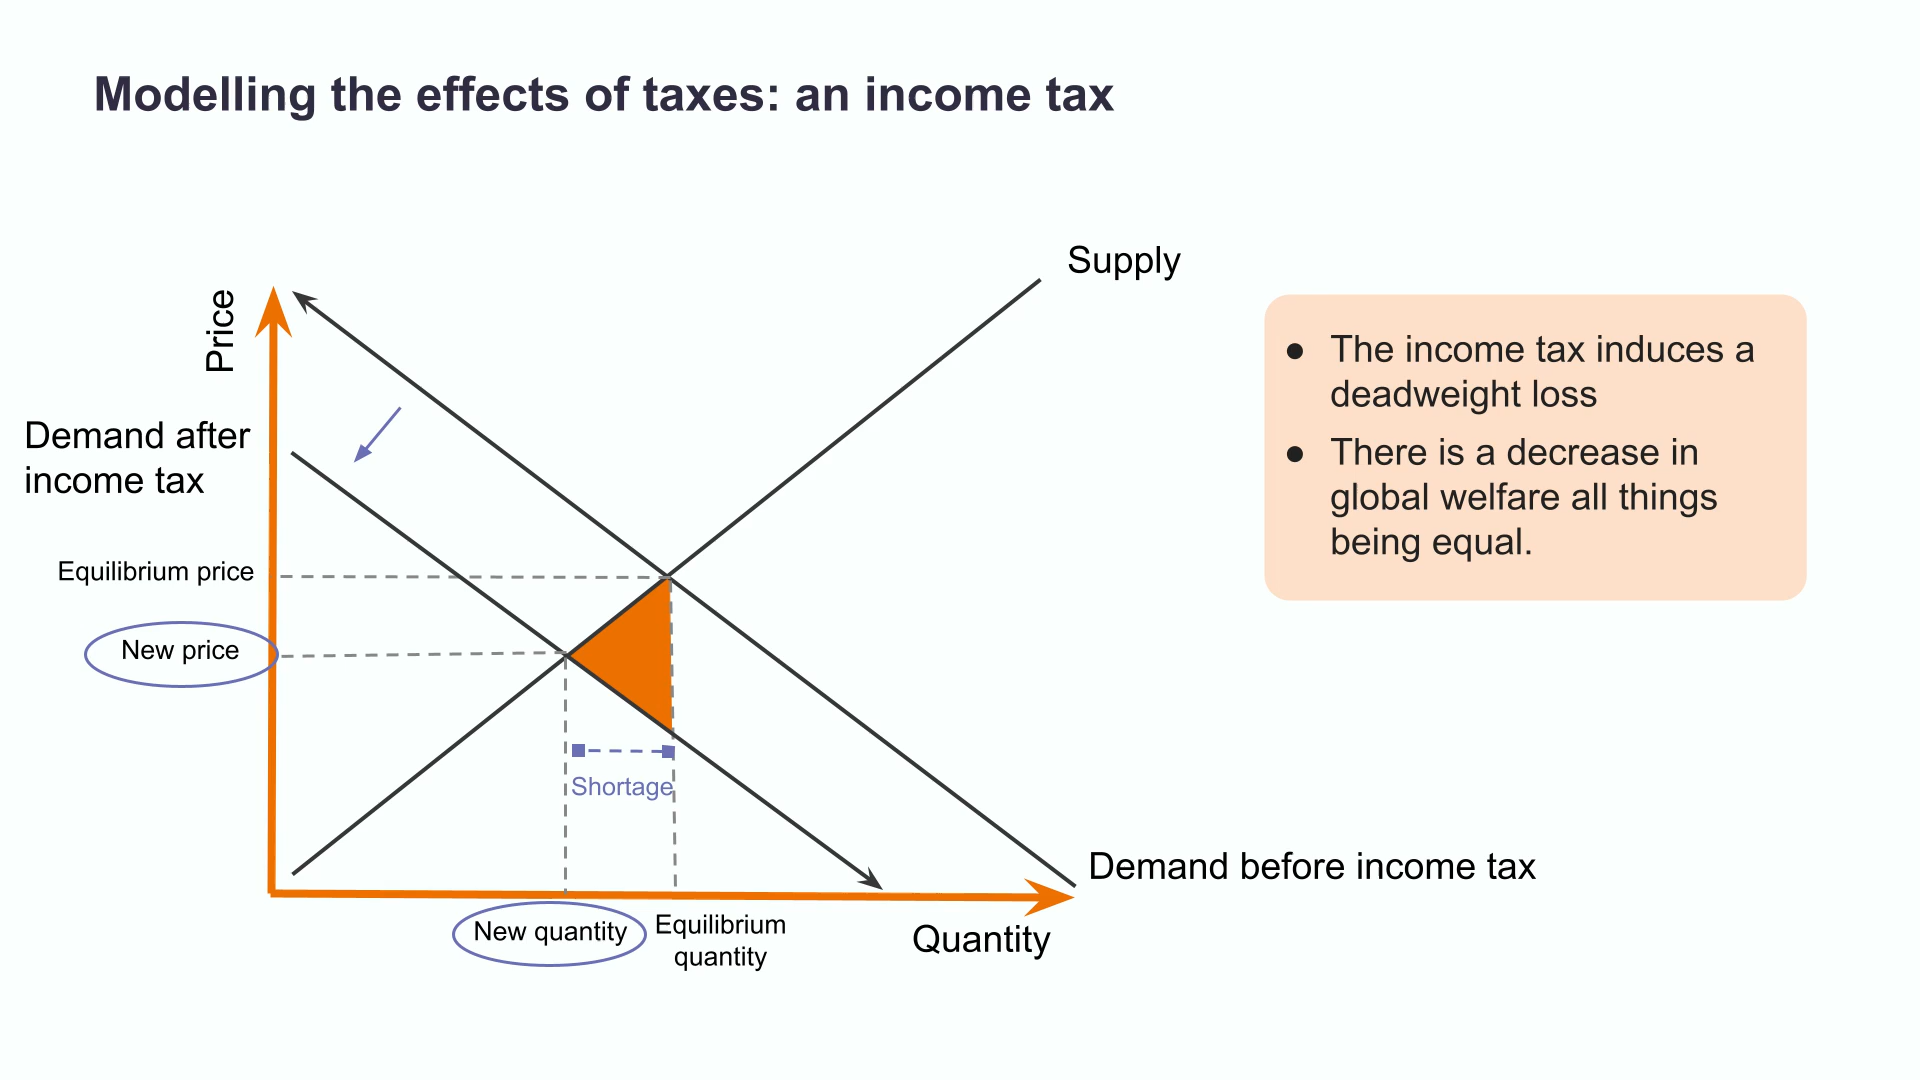 Modelling the effects of taxes: an income tax
Supply
Price
● The income tax induces a
deadweight loss
● There is a decrease in
global welfare all things
being equal.
Demand after
income tax
Equilibrium price
New price
Shortage
Demand before income tax
New quantity
Equilibrium
quantity
Quantity